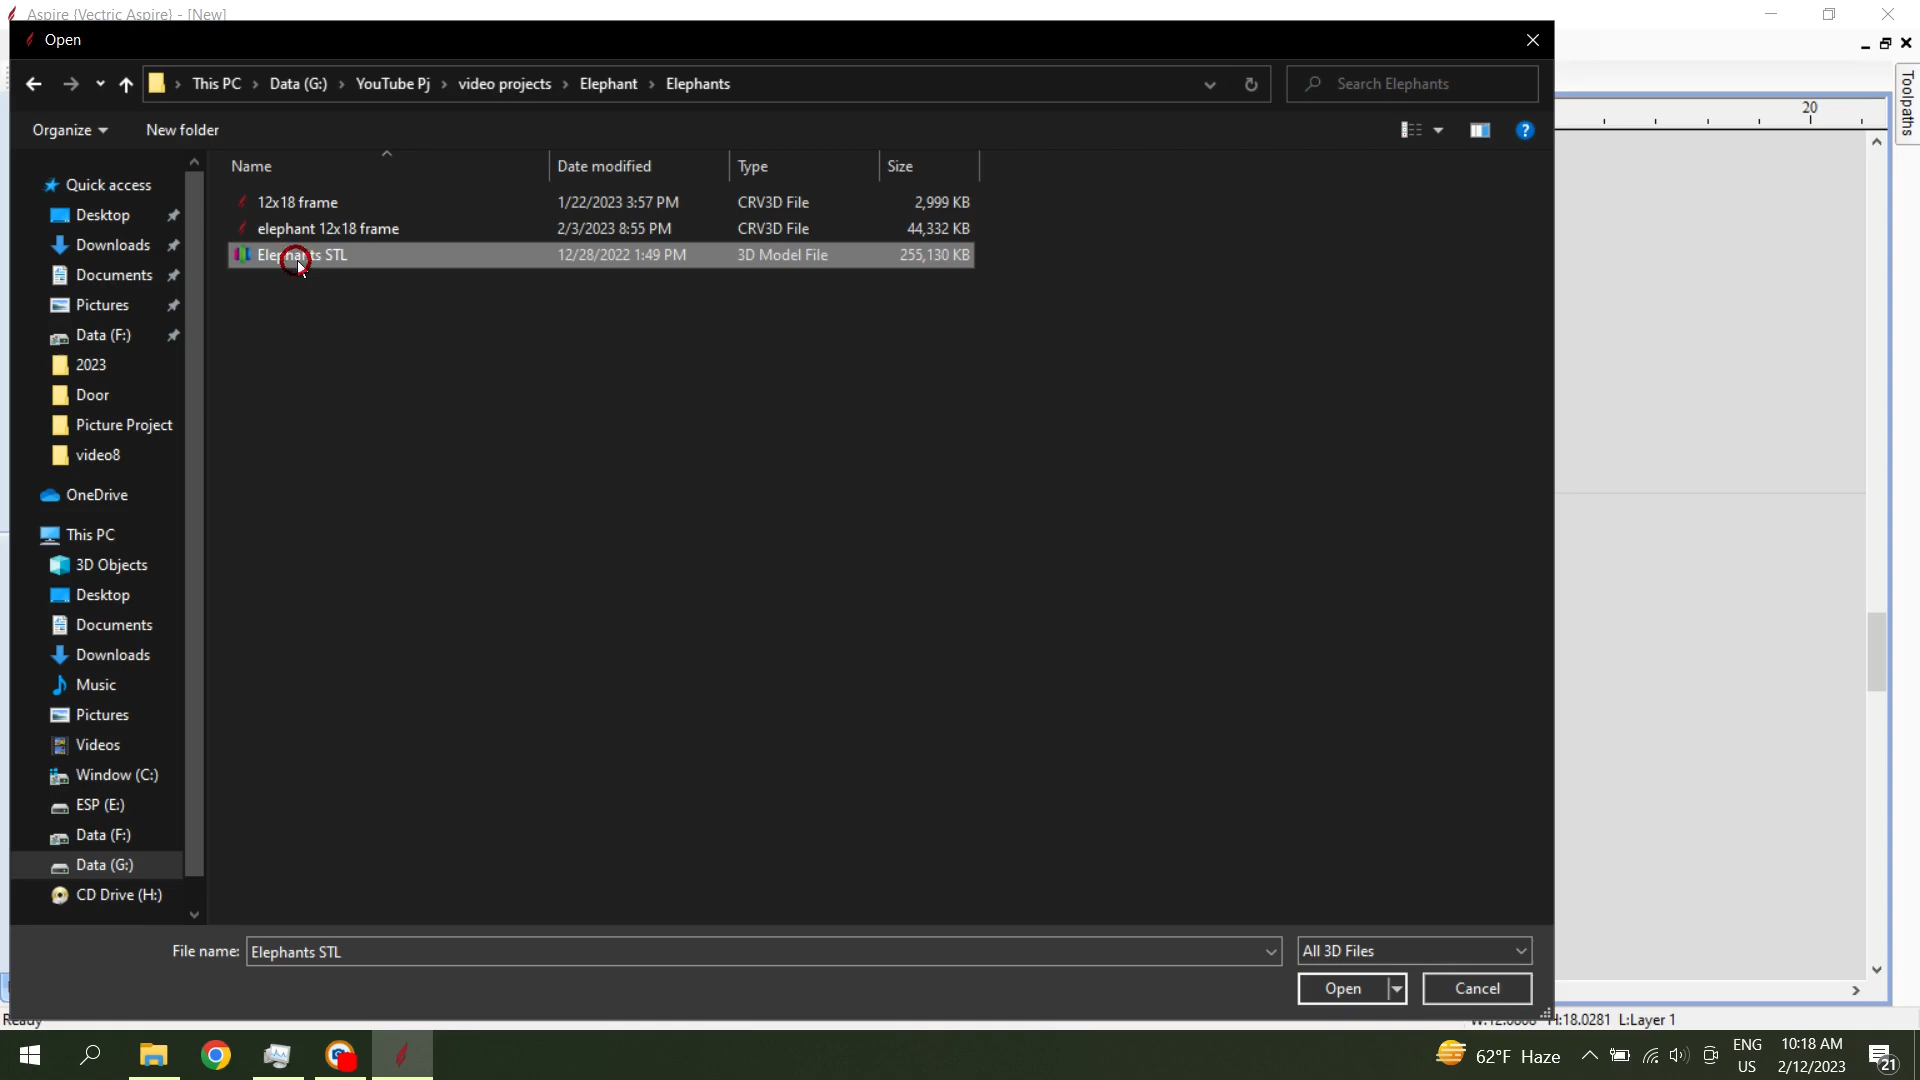 Aspire {Vectric Aspire} - [New]
Open
This PC > Data (G:) > YouTube Pj > video projects > Elephant > Elephants
Search Elephants
Toolpaths
Organize
New folder
20
Name
Date modified
Type
Size
12x18 frame
1/22/2023 3:57 PM
CRV3D File
2,999 KB
elephant 12x18 frame
2/3/2023 8:55 PM
CRV3D File
44,332 KB
Elephants STL
12/28/2022 1:49 PM
3D Model File
255,130 KB
Quick access
Desktop
Downloads
Documents
Pictures
Data (F:)
2023
Door
Picture Project
video8
OneDrive
This PC
3D Objects
Desktop
Documents
Downloads
Music
Pictures
Videos
Window (C:)
ESP (E:)
Data (F:)
Data (G:)
CD Drive (H:)
File name:
Elephants STL
All 3D Files
Open
Cancel
Ready
H:18.0281 L:Layer 1
62°F Haze
ENG
US
10:18 AM
2/12/2023
21